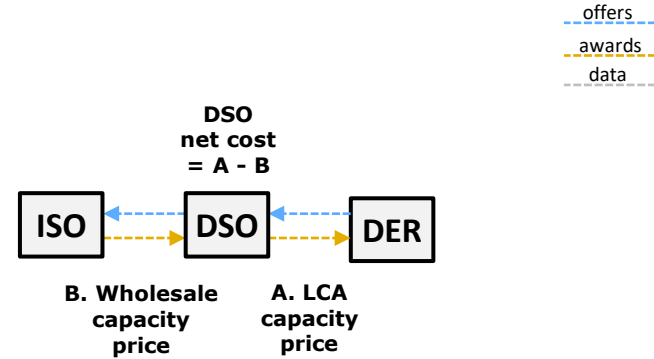 offers
awards
data
DSO
net cost
= A - B
ISO
DSO
DER
B. Wholesale
capacity
price
A. LCA
capacity
price